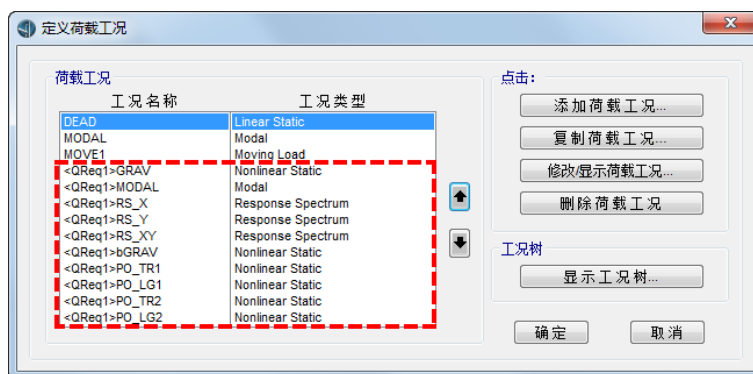 定义荷载工况
荷载工况
工况名称 工况类型
DEAD Linear Static
MODAL Modal
MOVE1 Moving Load
<QReq1>GRAV Nonlinear Static
<QReq1>MODAL Modal
<QReq1>RS_X Response Spectrum
<QReq1>RS_Y Response Spectrum
<QReq1>RS_XY Response Spectrum
<QReq1>bGRAV Nonlinear Static
<QReq1>PO_TR1 Nonlinear Static
<QReq1>PO_LG1 Nonlinear Static
<QReq1>PO_TR2 Nonlinear Static
<QReq1>PO_LG2 Nonlinear Static
点击:
添加荷载工况...
复制荷载工况...
修改/显示荷载工况...
删除荷载工况
工况树
显示工况树...
确定 取消